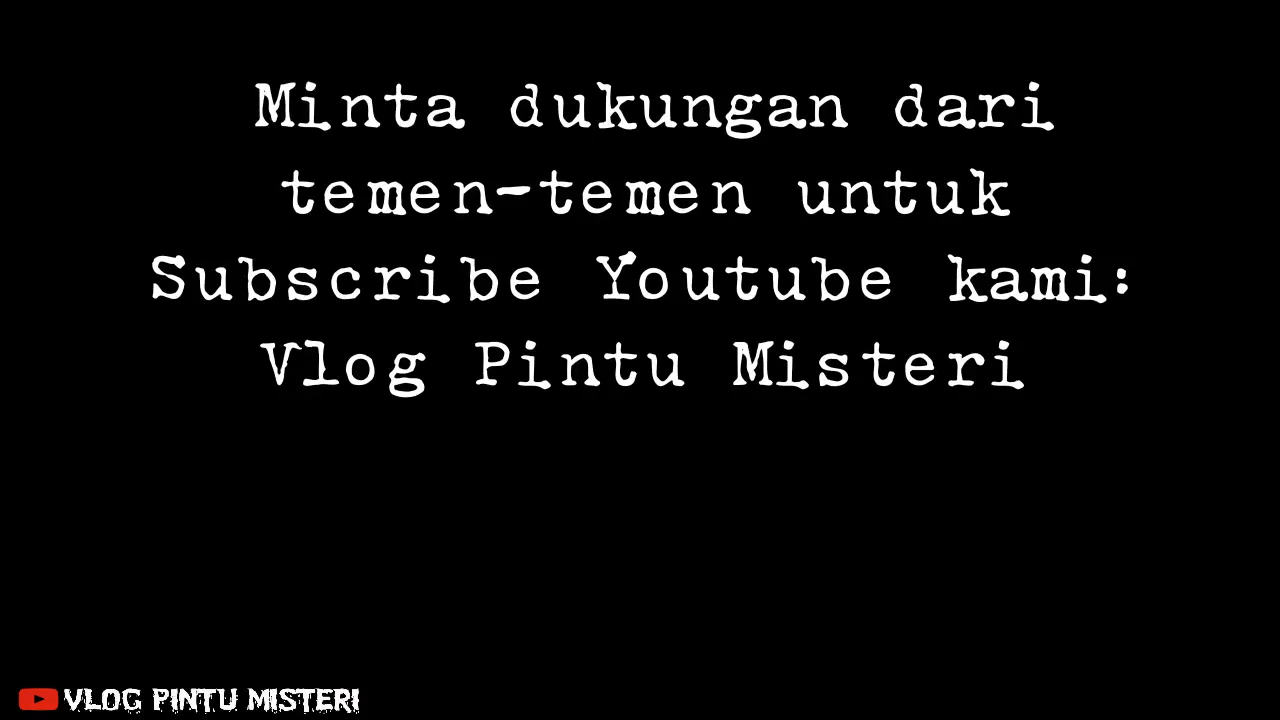 Minta dukungan dari
temen-temen untuk
Subscribe Youtube kami:
Vlog Pintu Misteri
VLOG PINTU MISTERI